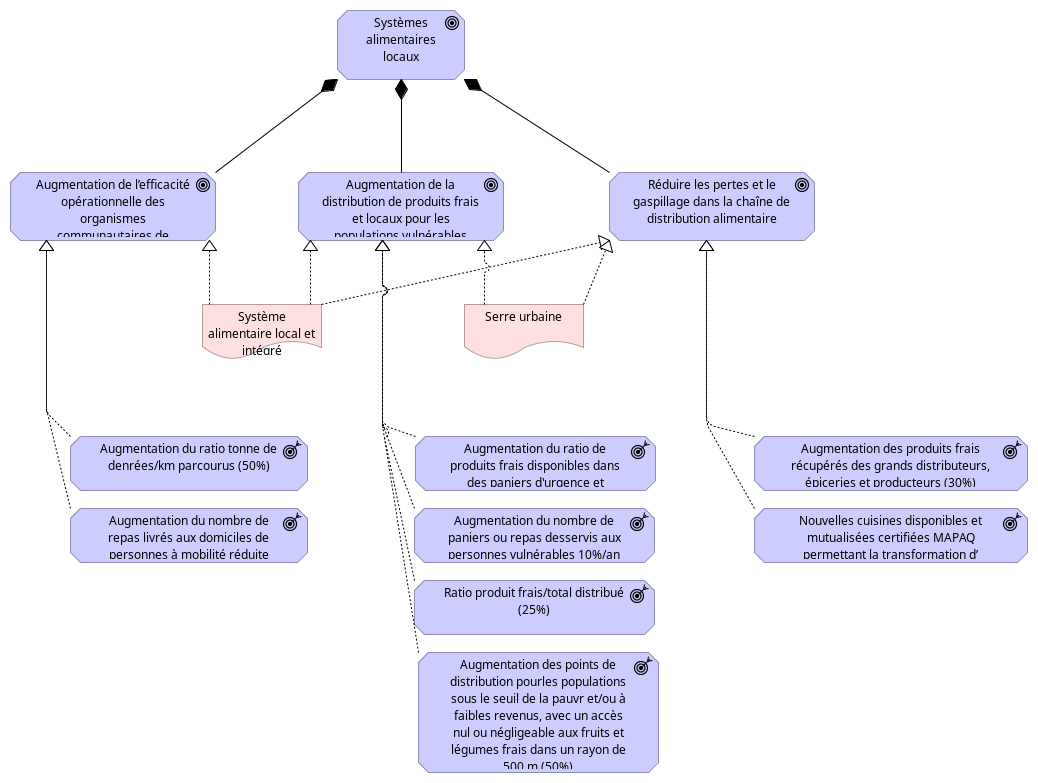 Systèmes
alimentaires
locaux
Augmentation de l’efficacité
opérationnelle des
organismes
communautaires de
Augmentation de la
distribution de produits frais
et locaux pour les
populations vulnérables
Réduire les pertes et le
gaspillage dans la chaîne de
distribution alimentaire
Système
alimentaire local et
intégré
Serre urbaine
Augmentation du ratio tonne de
denrées/km parcourus (50%)
Augmentation du nombre de
repas livrés aux domiciles de
personnes à mobilité réduite
Augmentation du ratio de
produits frais disponibles dans
des paniers d'urgence et
Augmentation du nombre de
paniers ou repas desservis aux
personnes vulnérables 10%/an
Ratio produit frais/total distribué
(25%)
Augmentation des points de
distribution pourles populations
sous le seuil de la pauvr et/ou à
faibles revenus, avec un accès
nul ou négligeable aux fruits et
légumes frais dans un rayon de
500 m (50%)
Augmentation des produits frais
récupérés des grands distributeurs,
épiceries et producteurs (30%)
Nouvelles cuisines disponibles et
mutualisées certifiées MAPAQ
permettant la transformation d’